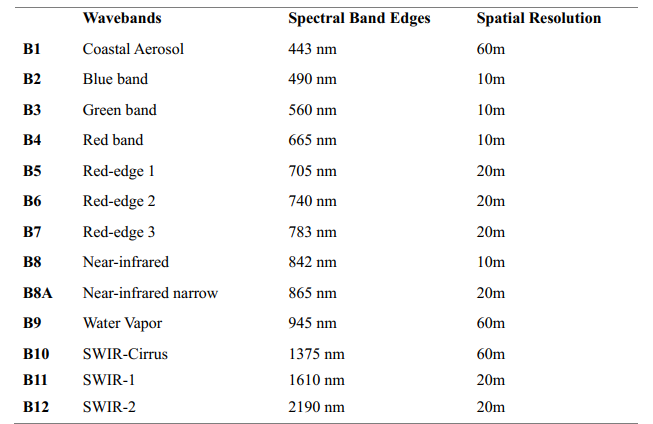 Wavebands Spectral Band Edges Spatial Resolution
B1 Coastal Aerosol 443 nm 60m
B2 Blue band 490 nm 10m
B3 Green band 560 nm 10m
B4 Red band 665 nm 10m
B5 Red-edge 1 705 nm 20m
B6 Red-edge 2 740 nm 20m
B7 Red-edge 3 783 nm 20m
B8 Near-infrared 842 nm 10m
B8A Near-infrared narrow 865 nm 20m
B9 Water Vapor 945 nm 60m
B10 SWIR-Cirrus 1375 nm 60m
B11 SWIR-1 1610 nm 20m
B12 SWIR-2 2190 nm 20m